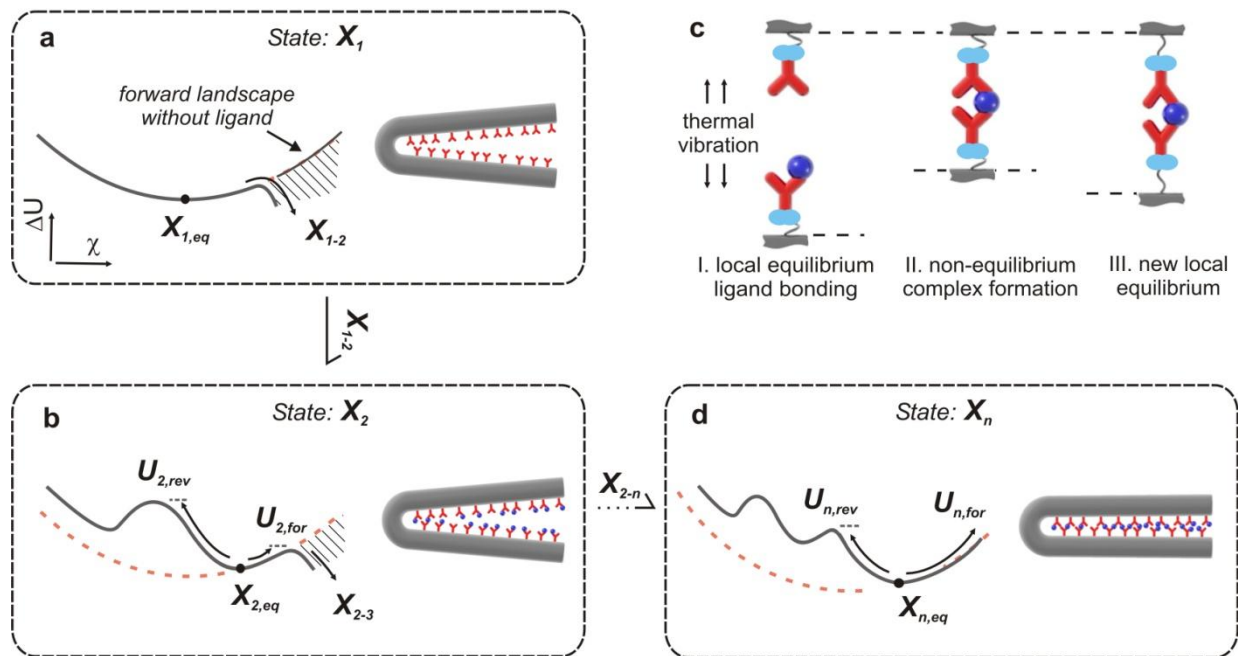 a
State: X1
forward landscape
without ligand
X1,eq
X1-2
ΔU
χ
c
thermal
vibration
I. local equilibrium
ligand bonding
II. non-equilibrium
complex formation
III. new local
equilibrium
X1-2
b
State: X2
U2,rev
U2,for
X2,eq
X2-3
X2-n
d
State: Xn
Un,rev
Un,for
Xn,eq